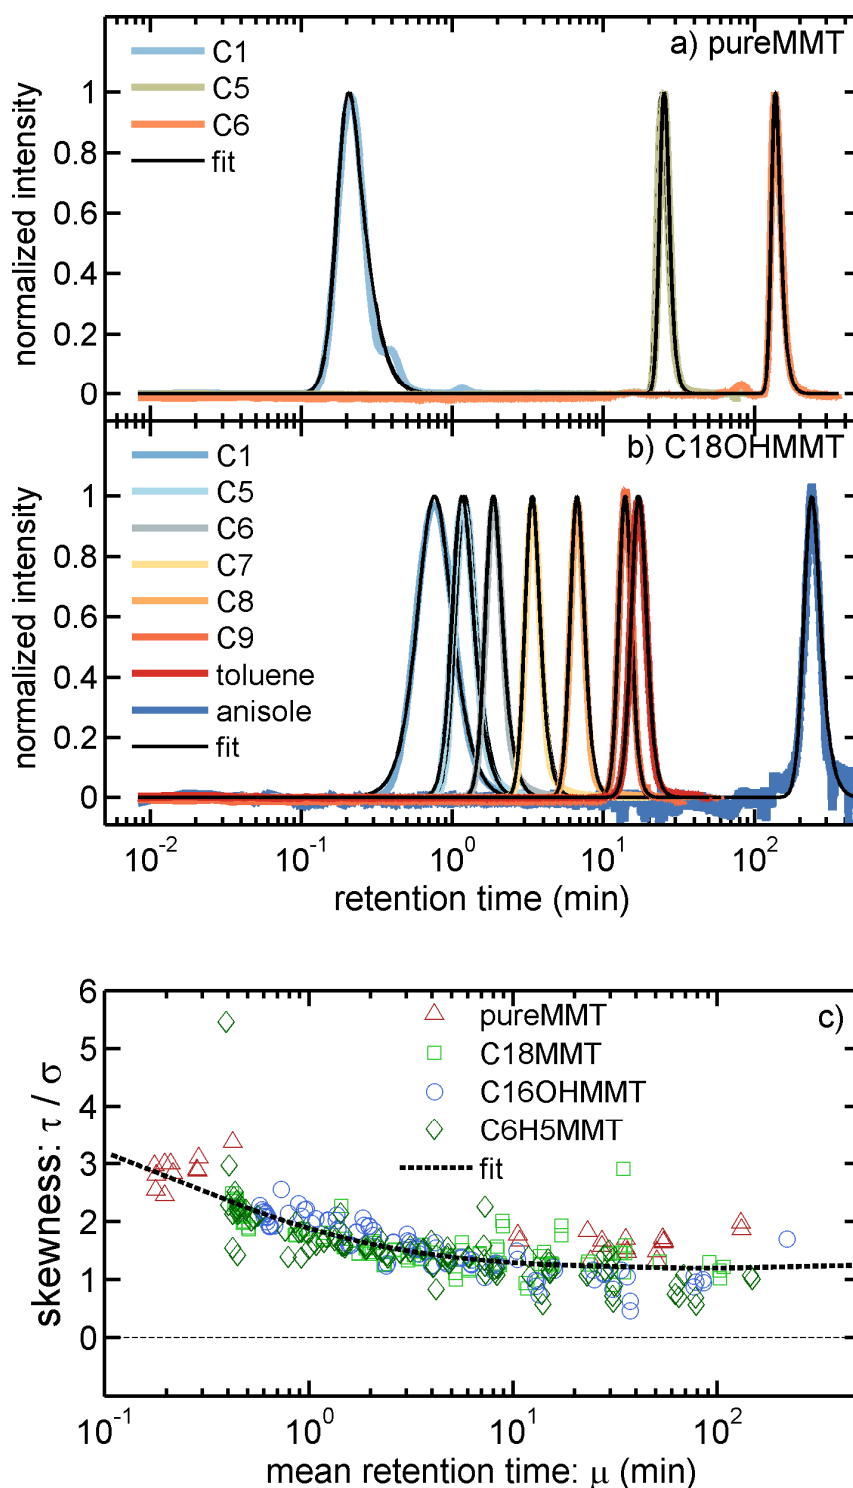 a) pureMMT
C1
C5
C6
fit
1
0.8
0.6
0.4
0.2
0
normalized intensity
b) C18OHMMT
C1
C5
C6
C7
C8
C9
toluene
anisole
fit
1
0.8
0.6
0.4
0.2
0
normalized intensity
10^-2 10^-1 10^0 10^1 10^2
retention time (min)
c)
pureMMT
C18MMT
C16OHMMT
C6H5MMT
fit
6
5
4
3
2
1
0
skewness: τ / σ
10^-1 10^0 10^1 10^2
mean retention time: μ (min)